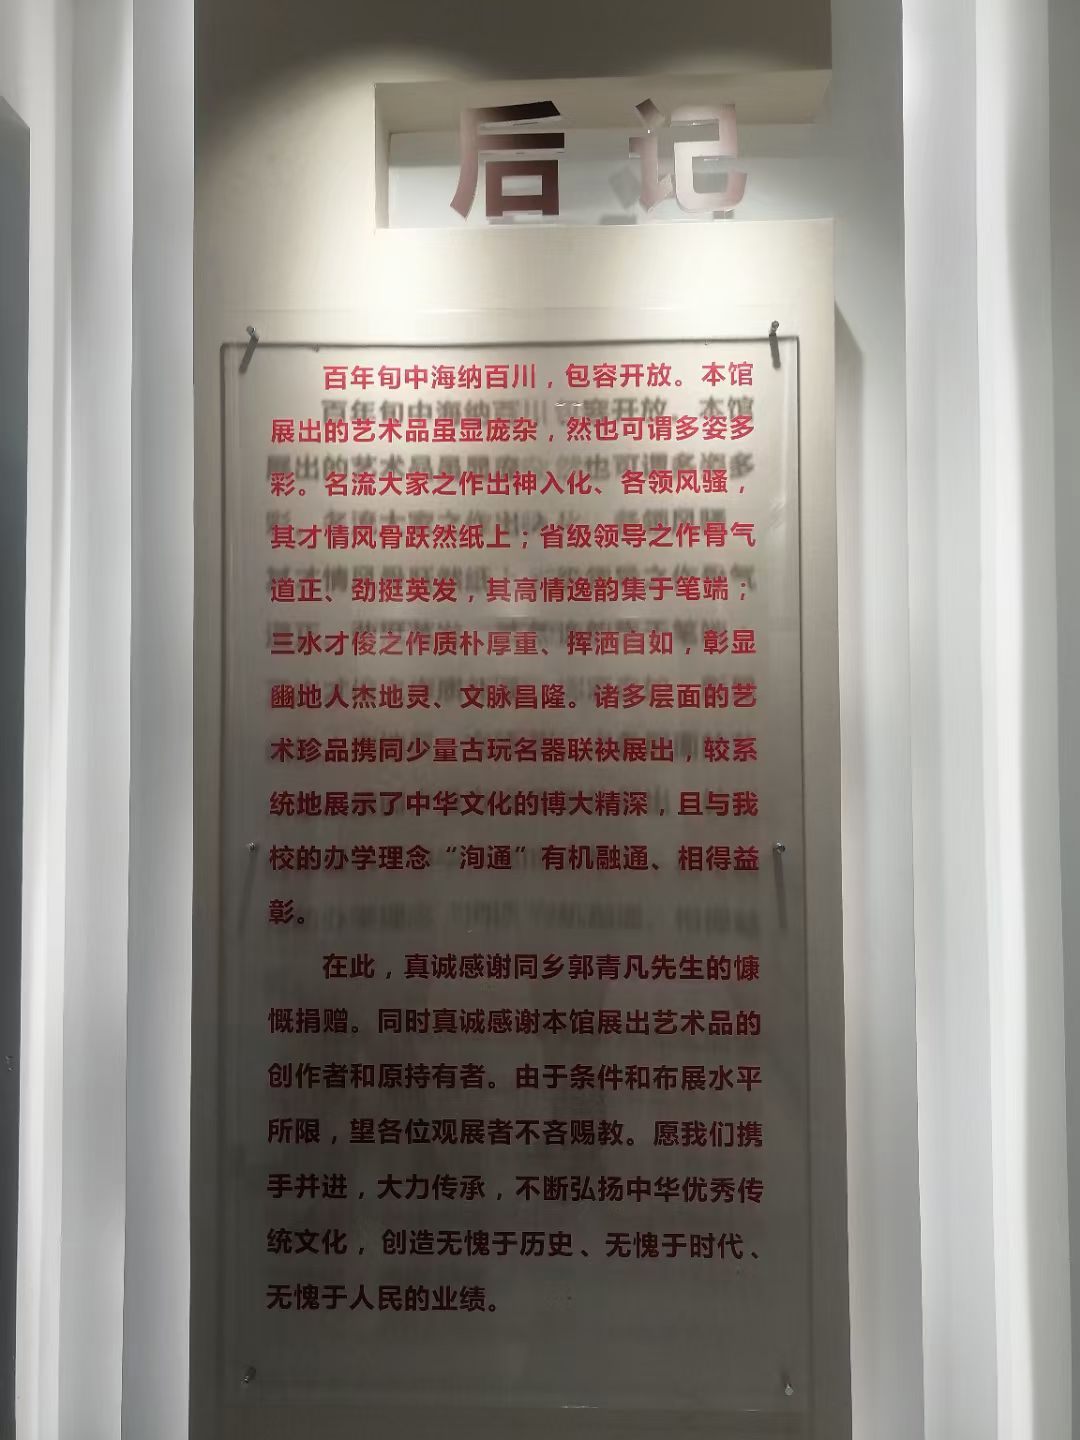 后记
百年旬中海纳百川，包容开放。本馆
展出的艺术品虽显庞杂，然也可谓多姿多
彩。名流大家之作出神入化、各领风骚，
其才情风骨跃然纸上；省级领导之作骨气
道正、劲挺英发，其高情逸韵集于笔端；
三水才俊之作质朴厚重、挥洒自如，彰显
豳地人杰地灵、文脉昌隆。诸多层面的艺
术珍品携同少量古玩名器联袂展出，较系
统地展示了中华文化的博大精深，且与我
校的办学理念“洵通”有机融通、相得益
彰。
在此，真诚感谢同乡郭青凡先生的慷
慨捐赠。同时真诚感谢本馆展出艺术品的
创作者和原持有者。由于条件和布展水平
所限，望各位观展者不吝赐教。愿我们携
手并进，大力传承，不断弘扬中华优秀传
统文化，创造无愧于历史、无愧于时代、
无愧于人民的业绩。